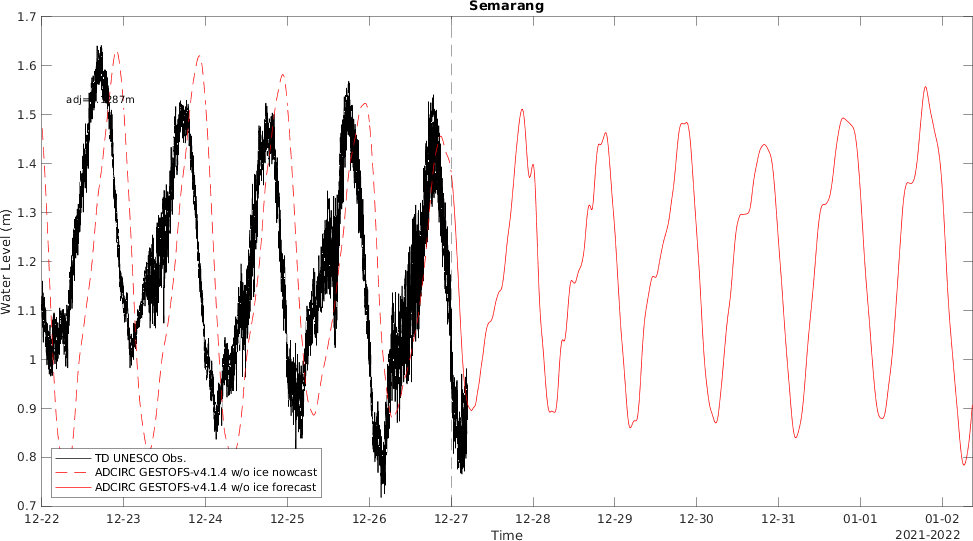 Semarang
1.7
1.6
1.5
1.4
1.3
1.2
1.1
1
0.9
0.8
0.7
Water Level (m)
TD UNESCO Obs.
ADCIRC GESTOFS-v4.1.4 w/o ice nowcast
ADCIRC GESTOFS-v4.1.4 w/o ice forecast
12-22 12-23 12-24 12-25 12-26 12-27 12-28 12-29 12-30 12-31 01-01 01-02
Time
2021-2022